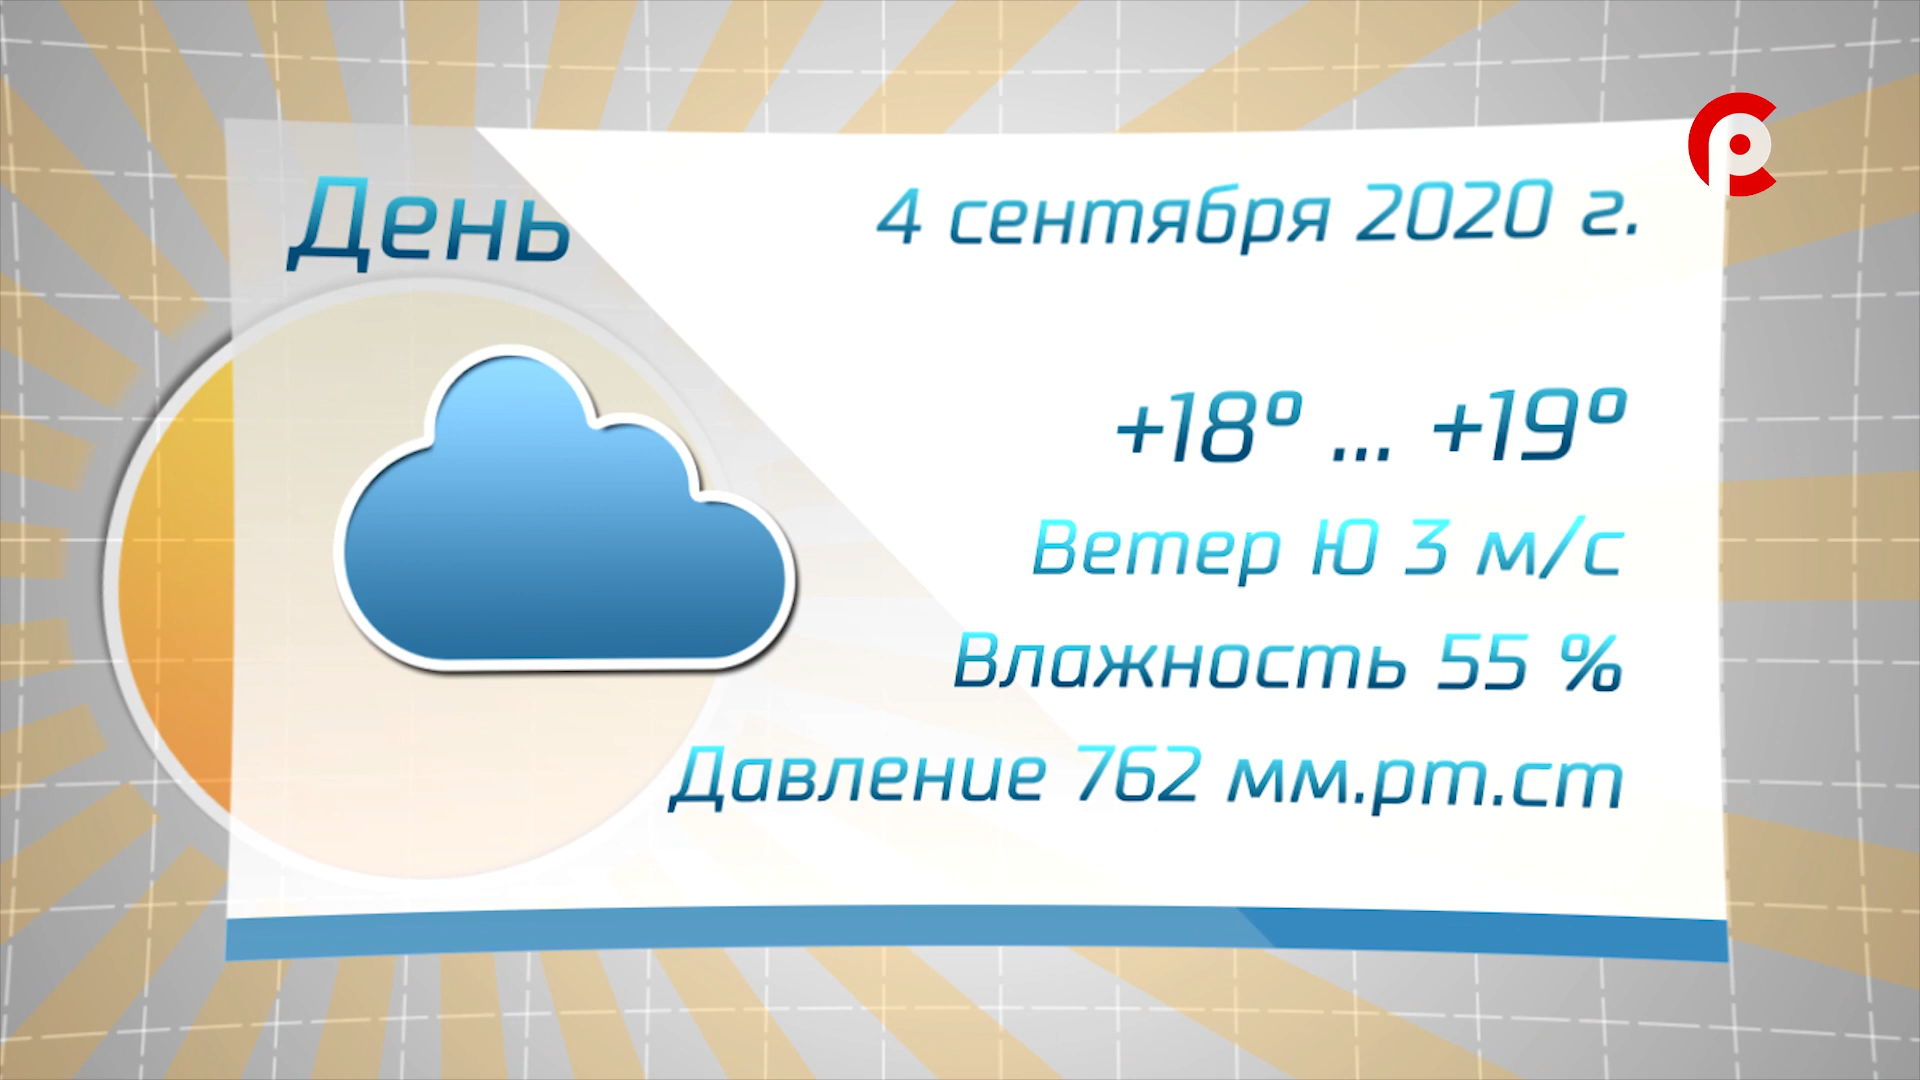 День
4 сентября 2020 г.
+18° ... +19°
Ветер Ю 3 м/с
Влажность 55 %
Давление 762 мм.рт.ст